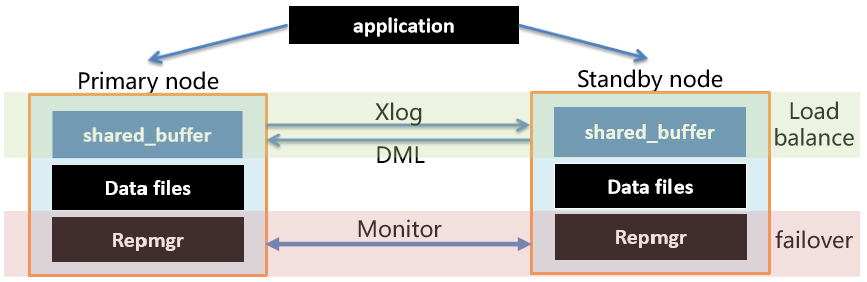 application
Primary node
Standby node
shared_buffer
Xlog
DML
shared_buffer
Load
balance
Data files
Data files
Repmgr
Monitor
Repmgr
failover